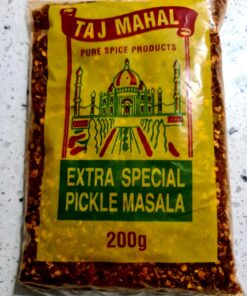 TAJ MAHAL
PURE SPICE PRODUCTS
EXTRA SPECIAL
PICKLE MASALA
200g